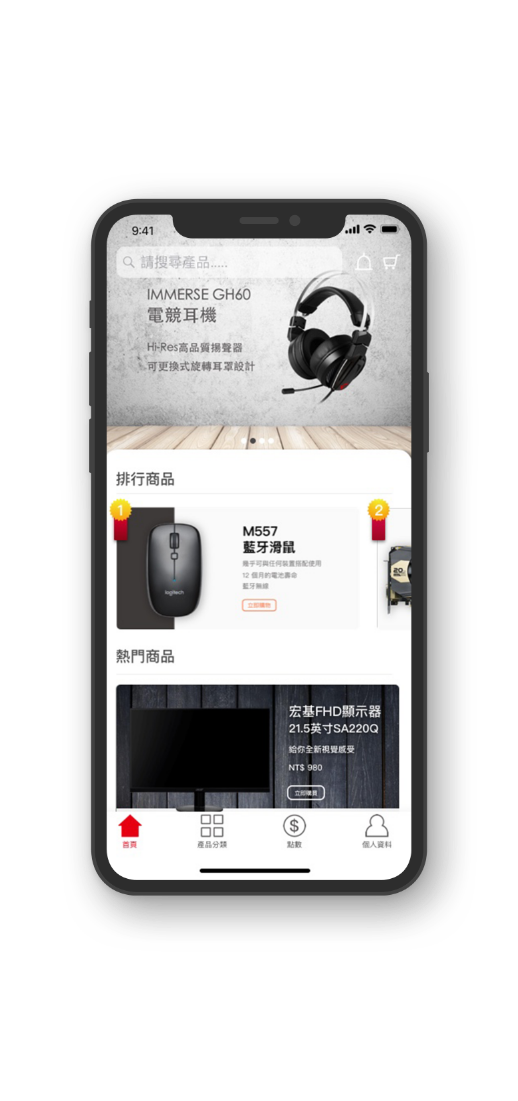 9:41
請搜尋產品.....
IMMERSE GH60
電競耳機
Hi-Res高品質揚聲器
可更換式旋轉耳罩設計
排行商品
1
2
M557
藍牙滑鼠
幾乎可與任何裝置搭配使用
12 個月的電池壽命
藍牙無線
立即購買
logitech
20
熱門商品
宏基FHD顯示器
21.5英寸SA220Q
給你全新視覺感受
NT$ 980
立即購買
首頁
產品分類
點數
個人資料